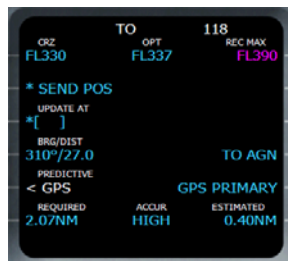 TO 118
CRZ OPT REC MAX
FL330 FL337 FL390
* SEND POS
UPDATE AT
*[ ]
BRG/DIST
310°/27.0 TO AGN
PREDICTIVE
< GPS GPS PRIMARY
REQUIRED ACCUR ESTIMATED
2.07NM HIGH 0.40NM